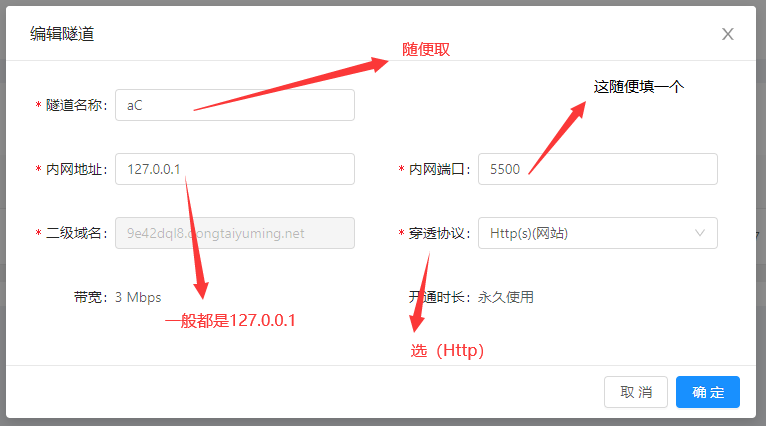 编辑隧道
随便取
这随便填一个
* 隧道名称: aC
* 内网地址: 127.0.0.1
* 内网端口: 5500
* 二级域名: 9e42dql8.dongtaiyuming.net
* 穿透协议: Http(s)(网站)
带宽: 3 Mbps
开通时长: 永久使用
一般都是127.0.0.1
选（Http）
取 消
确 定